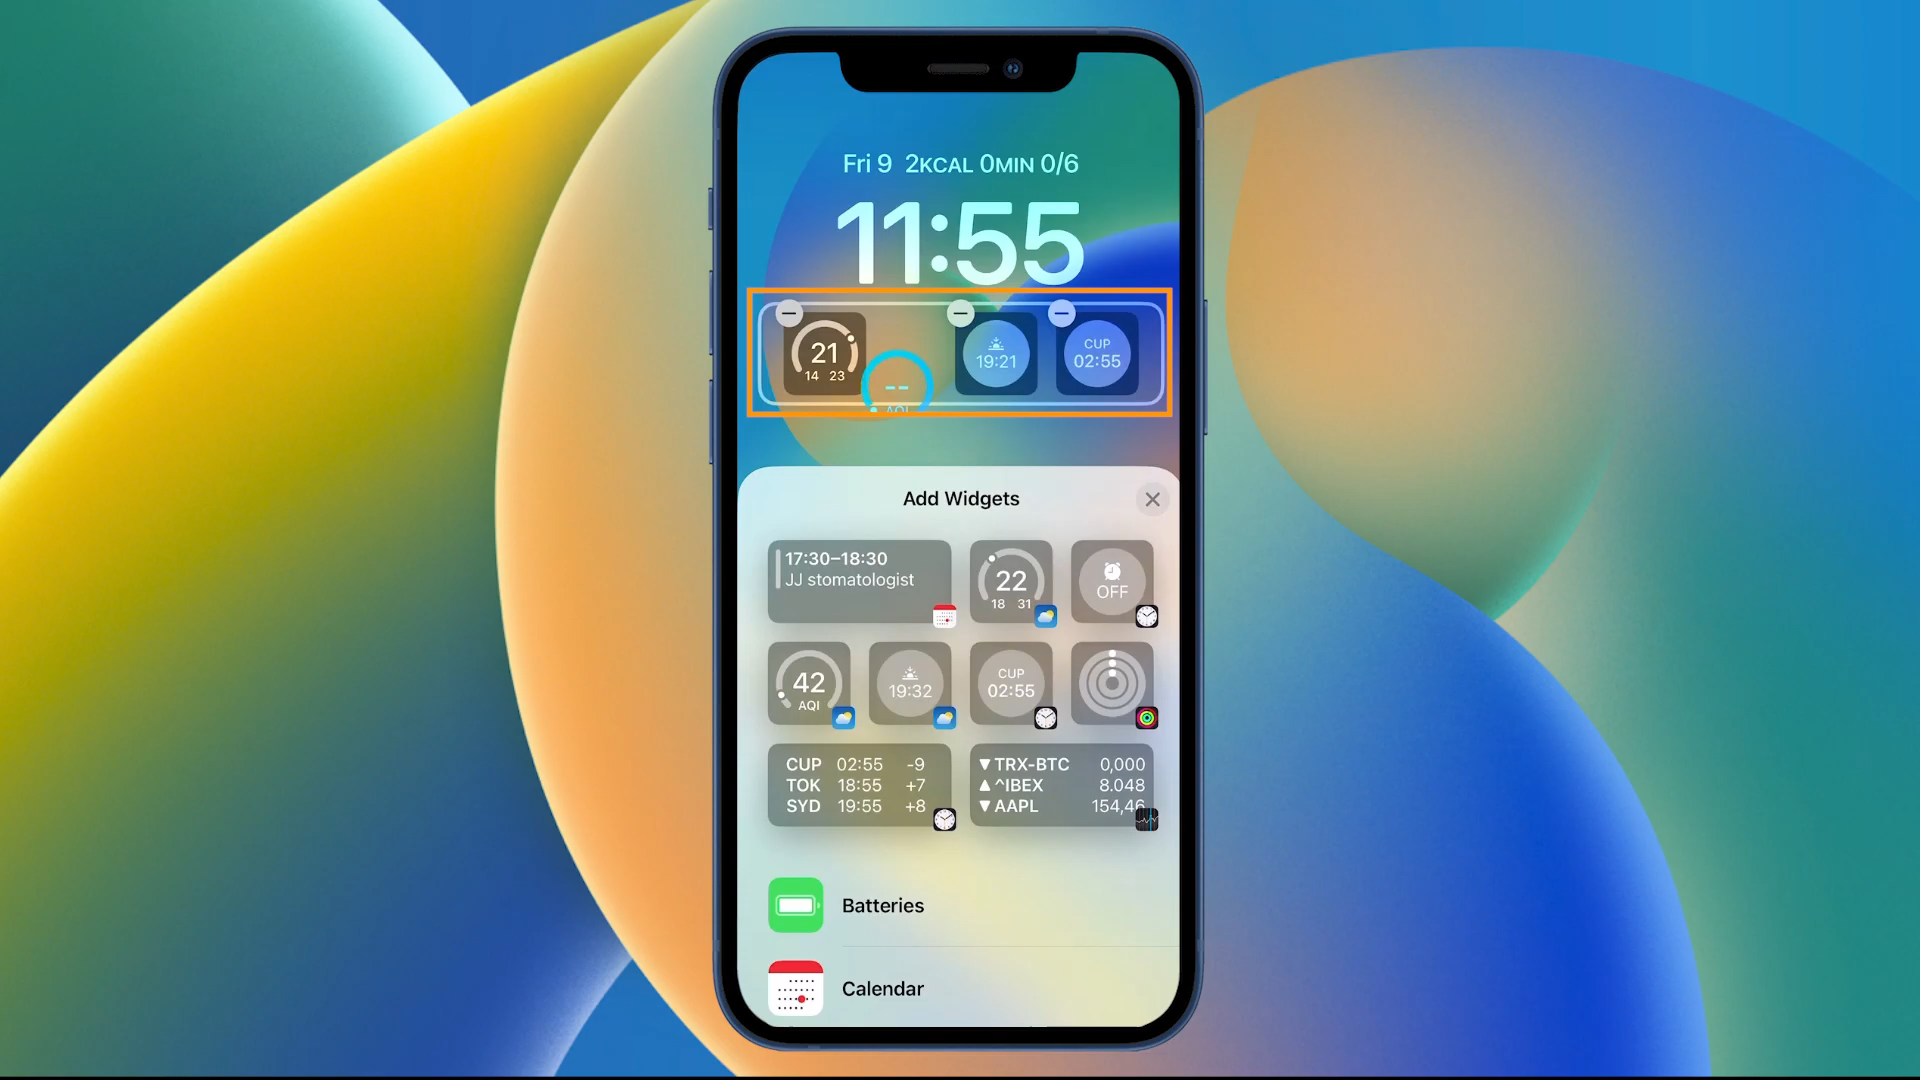 Fri 9 2KCAL 0MIN 0/6
11:55
21
14 23
--
AQI
19:21
CUP
02:55
Add Widgets
17:30–18:30
JJ stomatologist
22
18 31
OFF
42
AQI
19:32
CUP
02:55
CUP 02:55 -9
TOK 18:55 +7
SYD 19:55 +8
▼ TRX-BTC 0,000
▲ ^IBEX 8.048
▼ AAPL 154,46
Batteries
Calendar